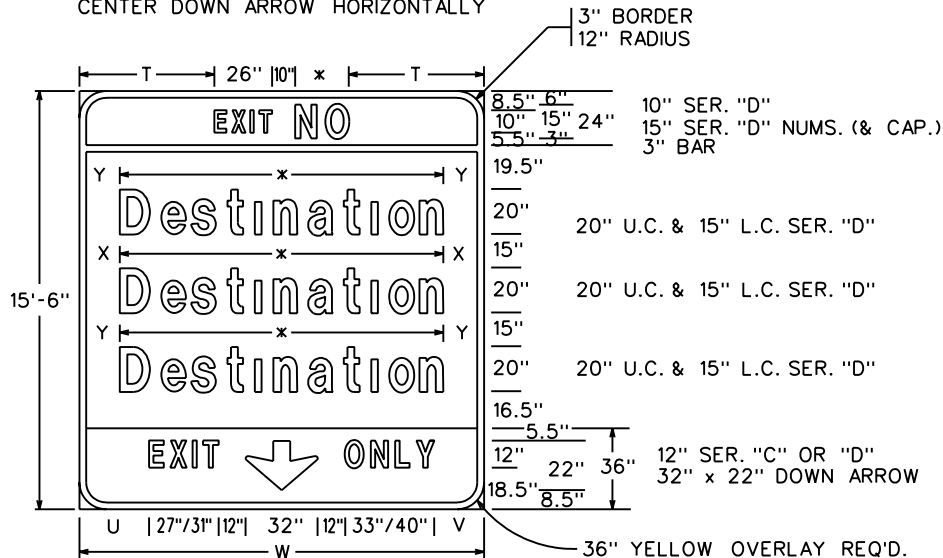 CENTER DOWN ARROW HORIZONTALLY
3" BORDER
12" RADIUS
T 26" 10" * T
EXIT NO
8.5" 6"
10" 15" 24"
5.5" 3"
10" SER. "D"
15" SER. "D" NUMS. (& CAP.)
3" BAR
19.5"
Y * Y
Destination
20"
20" U.C. & 15" L.C. SER. "D"
X * X
15"
15'-6"
Destination
20"
20" U.C. & 15" L.C. SER. "D"
Y * Y
15"
Destination
20"
20" U.C. & 15" L.C. SER. "D"
16.5"
5.5"
EXIT ONLY
12"
22" 36"
18.5"
8.5"
12" SER. "C" OR "D"
32" x 22" DOWN ARROW
U 27"/31" 12" 32" 12" 33"/40" V
W
36" YELLOW OVERLAY REQ'D.